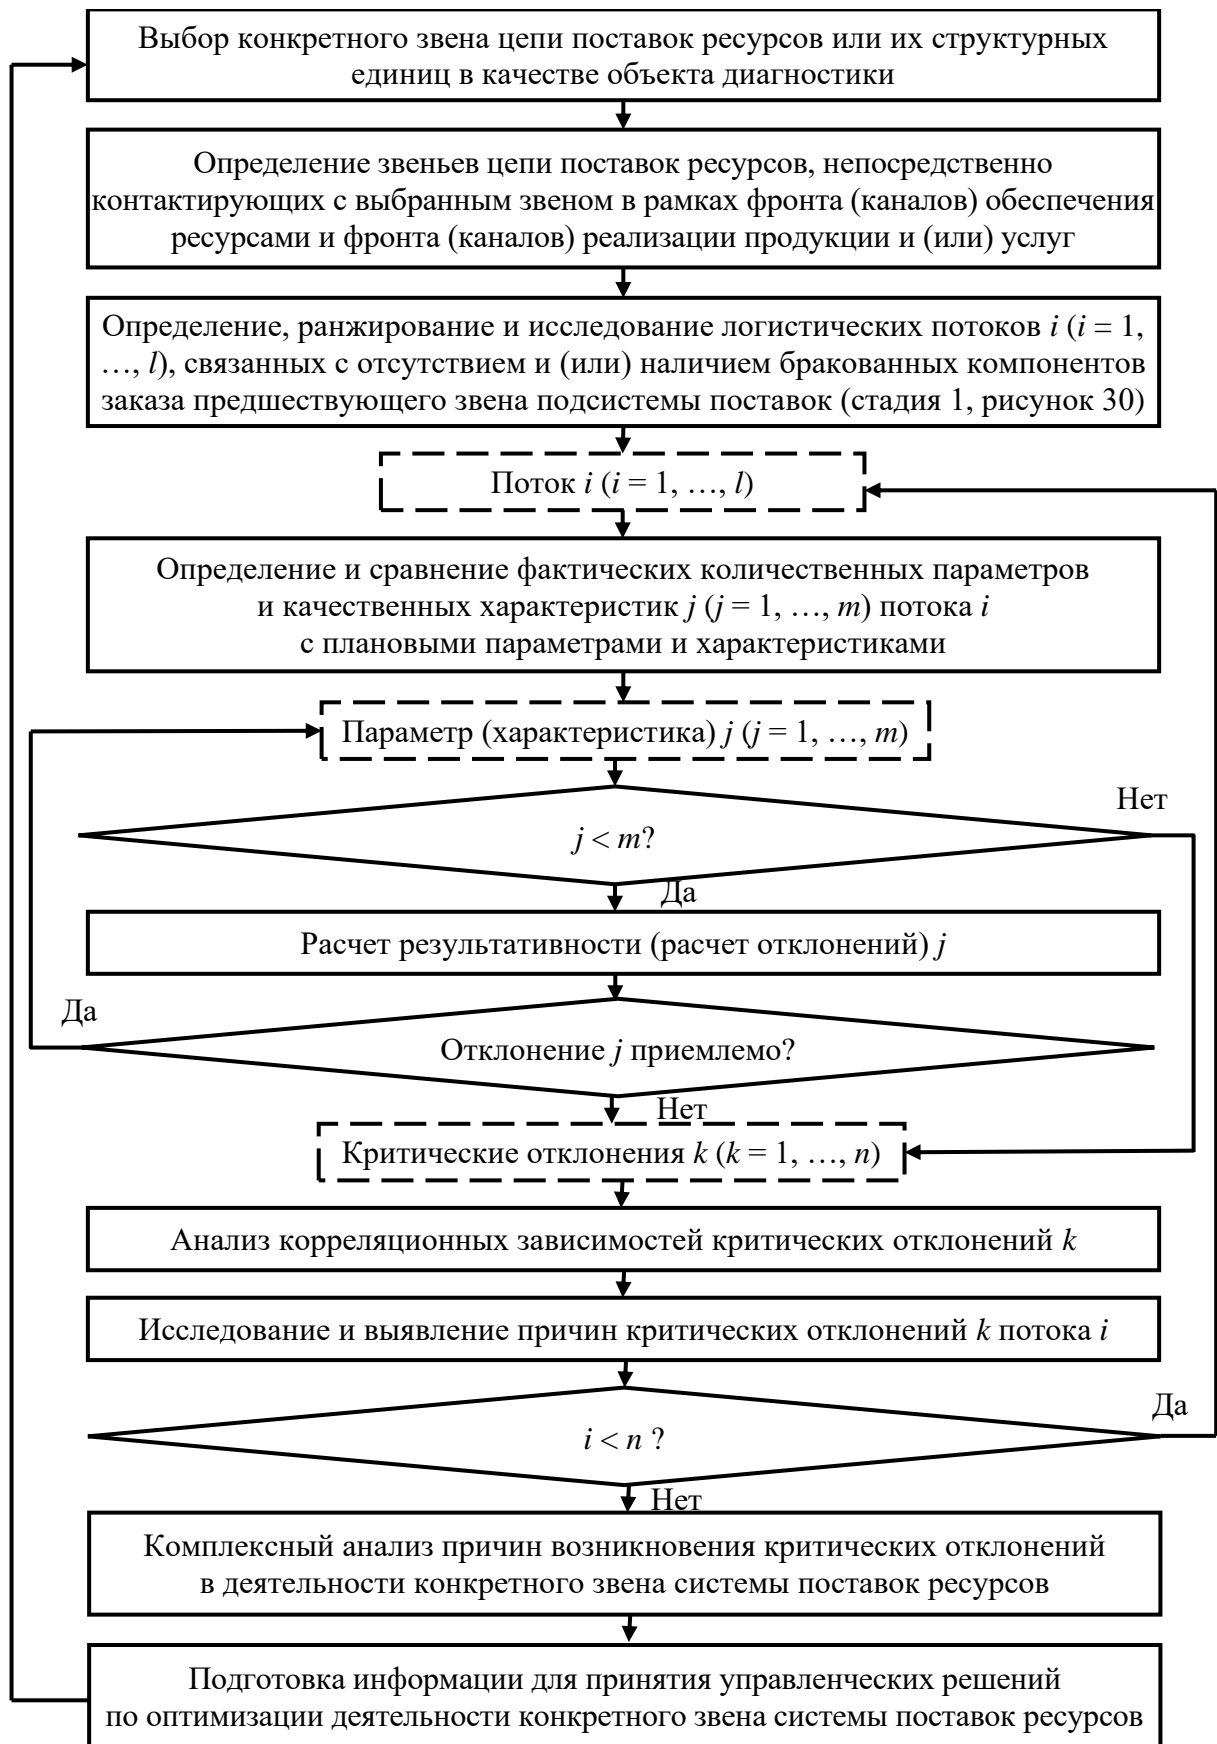 Выбор конкретного звена цепи поставок ресурсов или их структурных
единиц в качестве объекта диагностики
Определение звеньев цепи поставок ресурсов, непосредственно
контактирующих с выбранным звеном в рамках фронта (каналов) обеспечения
ресурсами и фронта (каналов) реализации продукции и (или) услуг
Определение, ранжирование и исследование логистических потоков i (i = 1,
…, l), связанных с отсутствием и (или) наличием бракованных компонентов
заказа предшествующего звена подсистемы поставок (стадия 1, рисунок 30)
Поток i (i = 1, …, l)
Определение и сравнение фактических количественных параметров
и качественных характеристик j (j = 1, …, m) потока i
с плановыми параметрами и характеристиками
Параметр (характеристика) j (j = 1, …, m)
Нет
j < m?
Да
Расчет результативности (расчет отклонений) j
Да
Отклонение j приемлемо?
Нет
Критические отклонения k (k = 1, …, n)
Анализ корреляционных зависимостей критических отклонений k
Исследование и выявление причин критических отклонений k потока i
Да
i < n ?
Нет
Комплексный анализ причин возникновения критических отклонений
в деятельности конкретного звена системы поставок ресурсов
Подготовка информации для принятия управленческих решений
по оптимизации деятельности конкретного звена системы поставок ресурсов